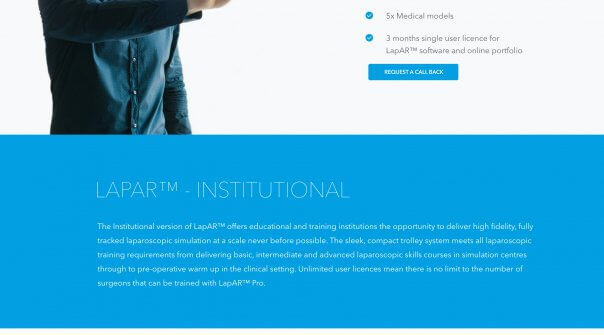 5x Medical models
3 months single user licence for
LapAR™ software and online portfolio
REQUEST A CALL BACK
LAPAR™ - INSTITUTIONAL
The Institutional version of LapAR™ offers educational and training institutions the opportunity to deliver high fidelity, fully
tracked laparoscopic simulation at a scale never before possible. The sleek, compact trolley system meets all laparoscopic
training requirements from delivering basic, intermediate and advanced laparoscopic skills courses in simulation centres
through to pre-operative warm up in the clinical setting. Unlimited user licences mean there is no limit to the number of
surgeons that can be trained with LapAR™ Pro.